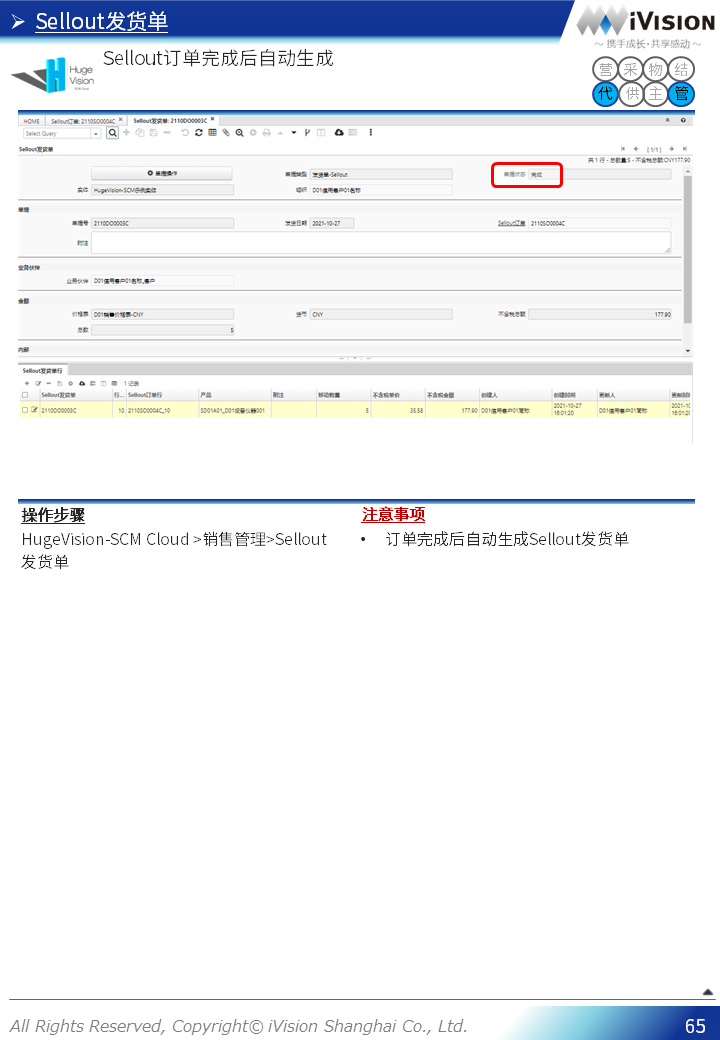 Sellout发货单
iVISION
～ 携手成长·共享感动 ～
Sellout订单完成后自动生成
Huge Vision
SCM Cloud
营 采 物 结
代 供 主 管
HOME Sellout订单: 2110SO0004C Sellout发货单: 2110DO0003C
Select Query
Sellout发货单 [1/1]
共 1 行 - 总数量:5 - 不含税总额:CNY177.90
单据操作 单据类型 发货单-Sellout 单据状态 完成
实体 HugeVision-SCM示例实体 组织 D01信用客户01名称
单据
单据号 2110DO0003C 发货日期 2021-10-27 Sellout订单 2110SO0004C
附注
业务伙伴
业务伙伴 D01信用客户01名称_客户
金额
价格表 D01销售价格表-CNY 货币 CNY 不含税总额 177.90
总数 5
内部
Sellout发货单行
1记录
Sellout发货单 行... Sellout订单行 产品 附注 移动数量 不含税单价 不含税金额 创建人 创建时间 更新人 更新时间
2110DO0003C 10 2110SO0004C_10 SD01A01_D01设备仪器001 5 35.58 177.90 D01信用客户01简称 2021-10-27 16:01:20 D01信用客户01简称
操作步骤
HugeVision-SCM Cloud >销售管理>Sellout
发货单
注意事项
• 订单完成后自动生成Sellout发货单
All Rights Reserved, Copyright© iVision Shanghai Co., Ltd. 65